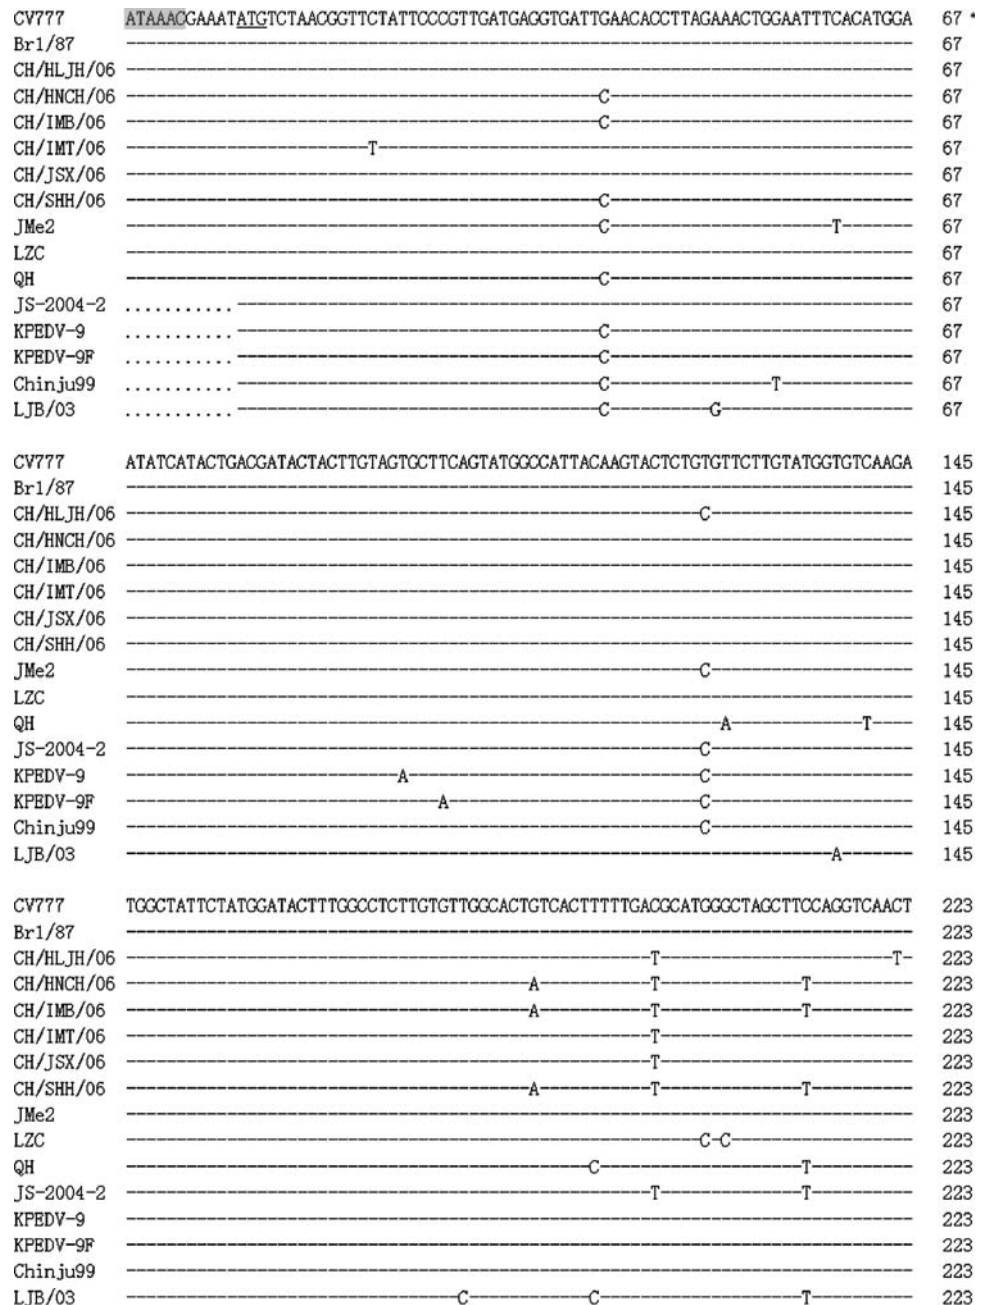 CV777 ATAAACGAAATATGTCTAACGGTTCTATTCCCGTTGATGAGGTGATTGAACACCTTAGAAACTGGAATTTCACATGGA 67 *
Br1/87 ------------------------------------------------------------------------------ 67
CH/HLJH/06 ------------------------------------------------------------------------------ 67
CH/HNCH/06 -----------------------------------------------C------------------------------ 67
CH/IMB/06 -----------------------------------------------C------------------------------ 67
CH/IMT/06 ------------------------T----------------------------------------------------- 67
CH/JSX/06 ------------------------------------------------------------------------------ 67
CH/SHH/06 -----------------------------------------------C------------------------------ 67
JMe2 -----------------------------------------------C----------------------T------- 67
LZC ------------------------------------------------------------------------------ 67
QH -----------------------------------------------C------------------------------ 67
JS-2004-2 ...........------------------------------------------------------------------- 67
KPEDV-9 ...........------------------------------------C------------------------------ 67
KPEDV-9F ...........------------------------------------C------------------------------ 67
Chinju99 ...........------------------------------------C----------------T------------- 67
LJB/03 ...........------------------------------------C----------G------------------- 67
CV777 ATATCATACTGACGATACTACTTGTAGTGCTTCAGTATGGCCATTACAAGTACTCTGTGTTCTTGTATGGTGTCAAGA 145
Br1/87 ------------------------------------------------------------------------------ 145
CH/HLJH/06 ---------------------------------------------------------C-------------------- 145
CH/HNCH/06 ------------------------------------------------------------------------------ 145
CH/IMB/06 ------------------------------------------------------------------------------ 145
CH/IMT/06 ------------------------------------------------------------------------------ 145
CH/JSX/06 ------------------------------------------------------------------------------ 145
CH/SHH/06 ------------------------------------------------------------------------------ 145
JMe2 ---------------------------------------------------------C-------------------- 145
LZC ------------------------------------------------------------------------------ 145
QH -----------------------------------------------------------A-------------T---- 145
JS-2004-2 ---------------------------------------------------------C-------------------- 145
KPEDV-9 ---------------------------A-----------------------------C-------------------- 145
KPEDV-9F -------------------------------A-------------------------C-------------------- 145
Chinju99 ---------------------------------------------------------C-------------------- 145
LJB/03 ----------------------------------------------------------------------A------- 145
CV777 TGGCTATTCTATGGATACTTTGGCCTCTTGTGTTGGCACTGTCACTTTTTGACGCATGGGCTAGCTTCCAGGTCAACT 223
Br1/87 ------------------------------------------------------------------------------ 223
CH/HLJH/06 ----------------------------------------------------T-----------------------T- 223
CH/HNCH/06 ----------------------------------------A-----------T--------------T---------- 223
CH/IMB/06 ----------------------------------------A-----------T--------------T---------- 223
CH/IMT/06 ----------------------------------------------------T------------------------- 223
CH/JSX/06 ----------------------------------------------------T------------------------- 223
CH/SHH/06 ----------------------------------------A-----------T--------------T---------- 223
JMe2 ------------------------------------------------------------------------------ 223
LZC ---------------------------------------------------------C-C------------------ 223
QH ----------------------------------------------C--------------------T---------- 223
JS-2004-2 ----------------------------------------------------T--------------T---------- 223
KPEDV-9 ------------------------------------------------------------------------------ 223
KPEDV-9F ------------------------------------------------------------------------------ 223
Chinju99 ------------------------------------------------------------------------------ 223
LJB/03 ---------------------------------C------------C--------------------T---------- 223